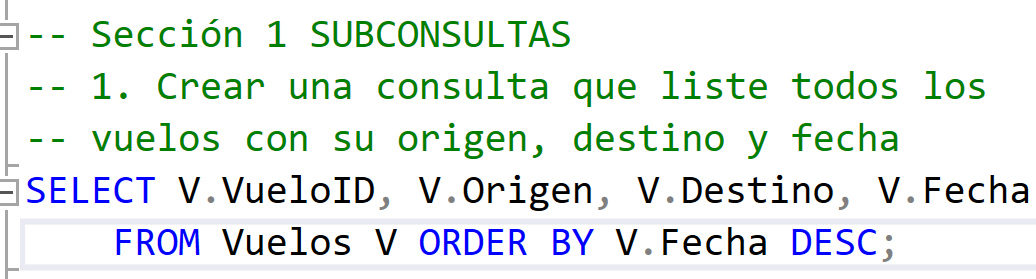 -- Sección 1 SUBCONSULTAS
-- 1. Crear una consulta que liste todos los
-- vuelos con su origen, destino y fecha
SELECT V.VueloID, V.Origen, V.Destino, V.Fecha
FROM Vuelos V ORDER BY V.Fecha DESC;